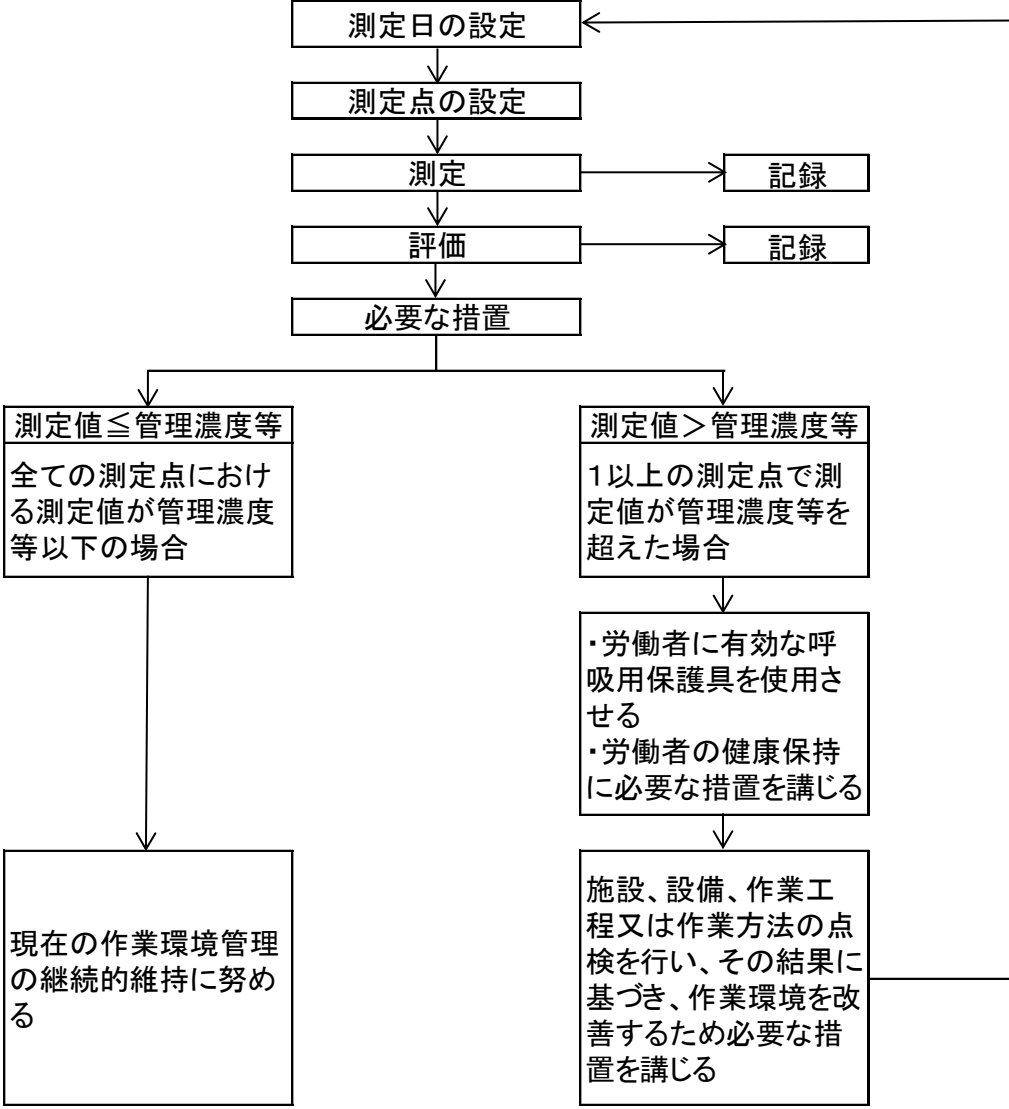 測定日の設定
測定点の設定
測定
記録
評価
記録
必要な措置
測定値≦管理濃度等
全ての測定点におけ
る測定値が管理濃度
等以下の場合
測定値＞管理濃度等
１以上の測定点で測
定値が管理濃度等を
超えた場合
・労働者に有効な呼
吸用保護具を使用さ
せる
・労働者の健康保持
に必要な措置を講じる
現在の作業環境管理
の継続的維持に努め
る
施設、設備、作業工
程又は作業方法の点
検を行い、その結果に
基づき、作業環境を改
善するため必要な措
置を講じる